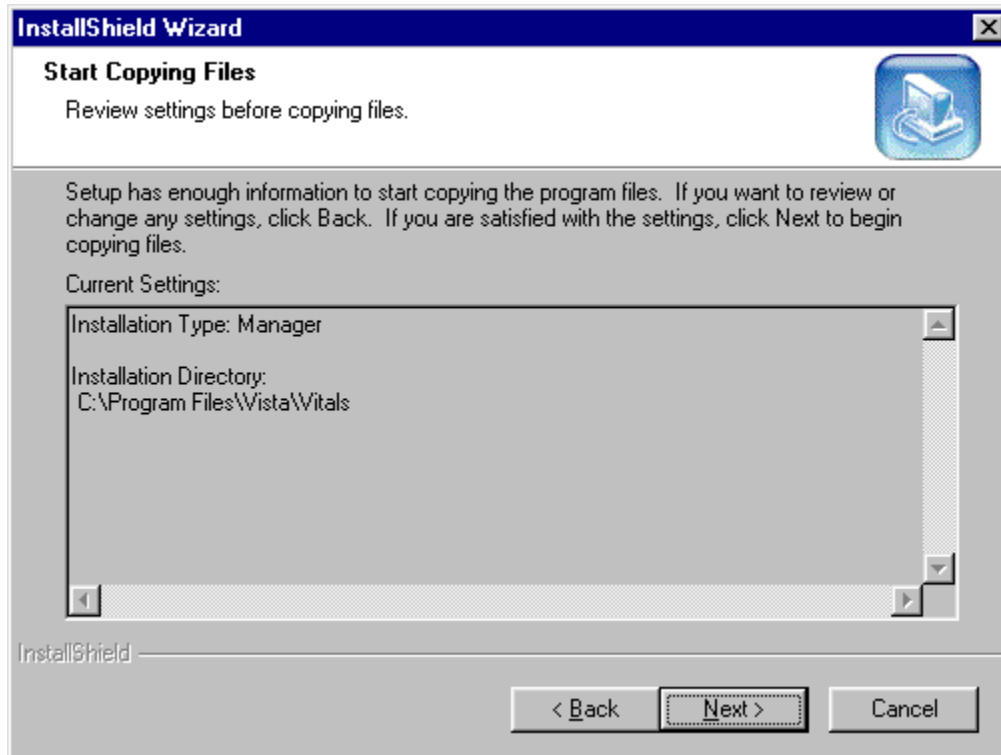 InstallShield Wizard
Start Copying Files
Review settings before copying files.
Setup has enough information to start copying the program files.  If you want to review or
change any settings, click Back.  If you are satisfied with the settings, click Next to begin
copying files.
Current Settings:
Installation Type: Manager
Installation Directory:
C:\Program Files\Vista\Vitals
InstallShield
< Back
Next >
Cancel